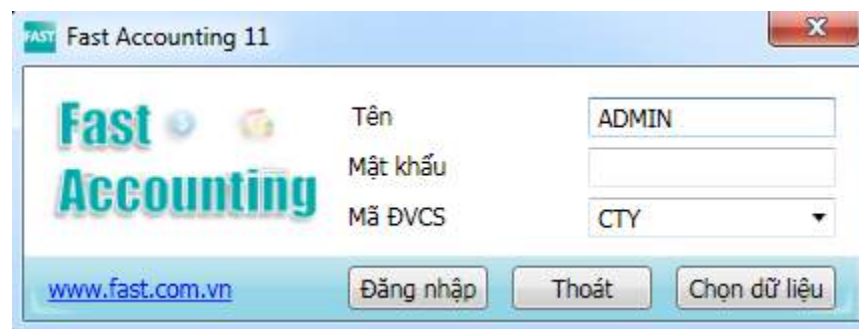 FAST Fast Accounting 11
Fast
Accounting
Tên ADMIN
Mật khẩu
Mã ĐVCS CTY
www.fast.com.vn Đăng nhập Thoát Chọn dữ liệu